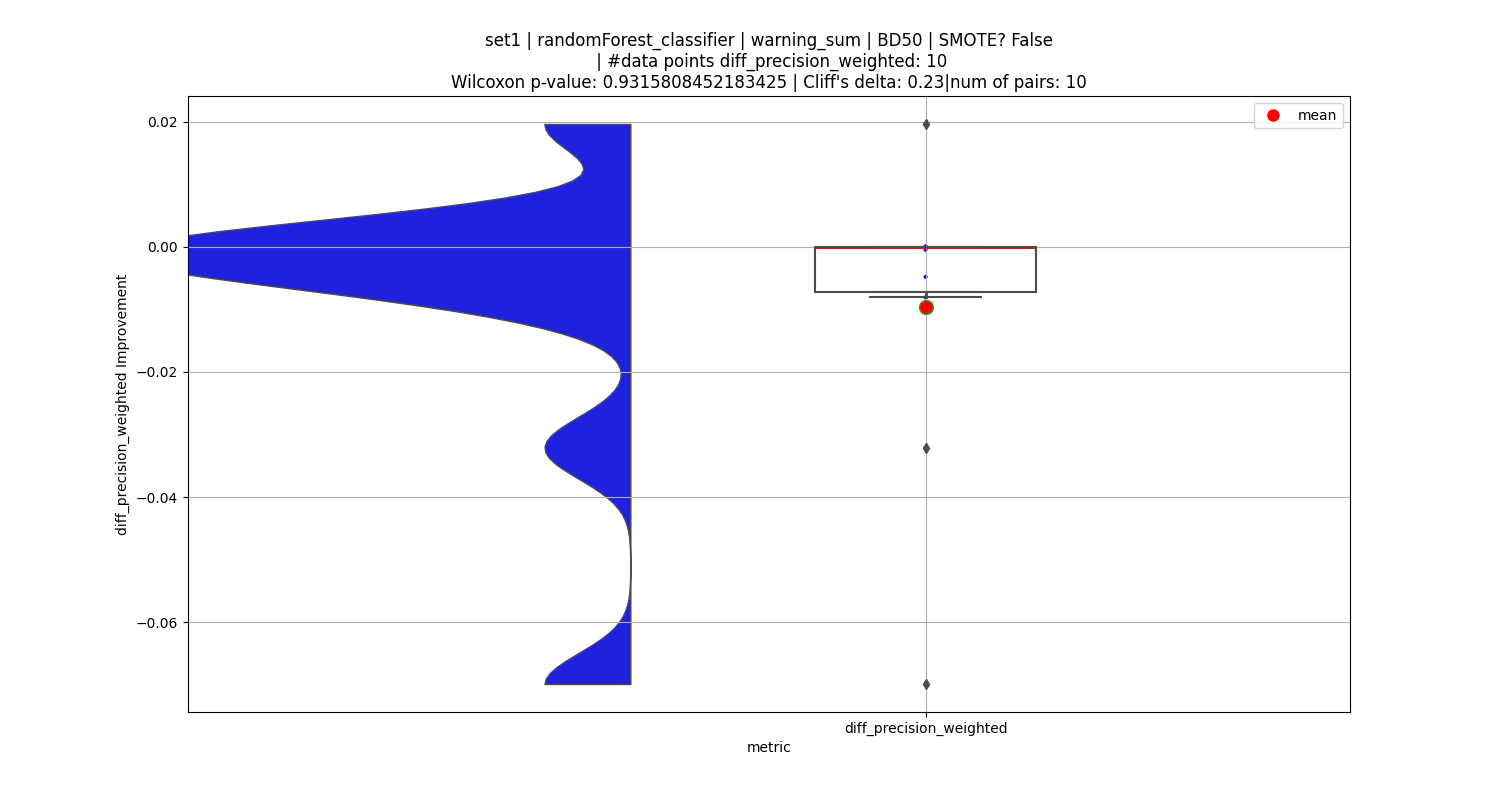 set1 | randomForest_classifier | warning_sum | BD50 | SMOTE? False
| #data points diff_precision_weighted: 10
Wilcoxon p-value: 0.9315808452183425 | Cliff's delta: 0.23|num of pairs: 10
mean
0.02
0.00
−0.02
−0.04
−0.06
diff_precision_weighted Improvement
diff_precision_weighted
metric